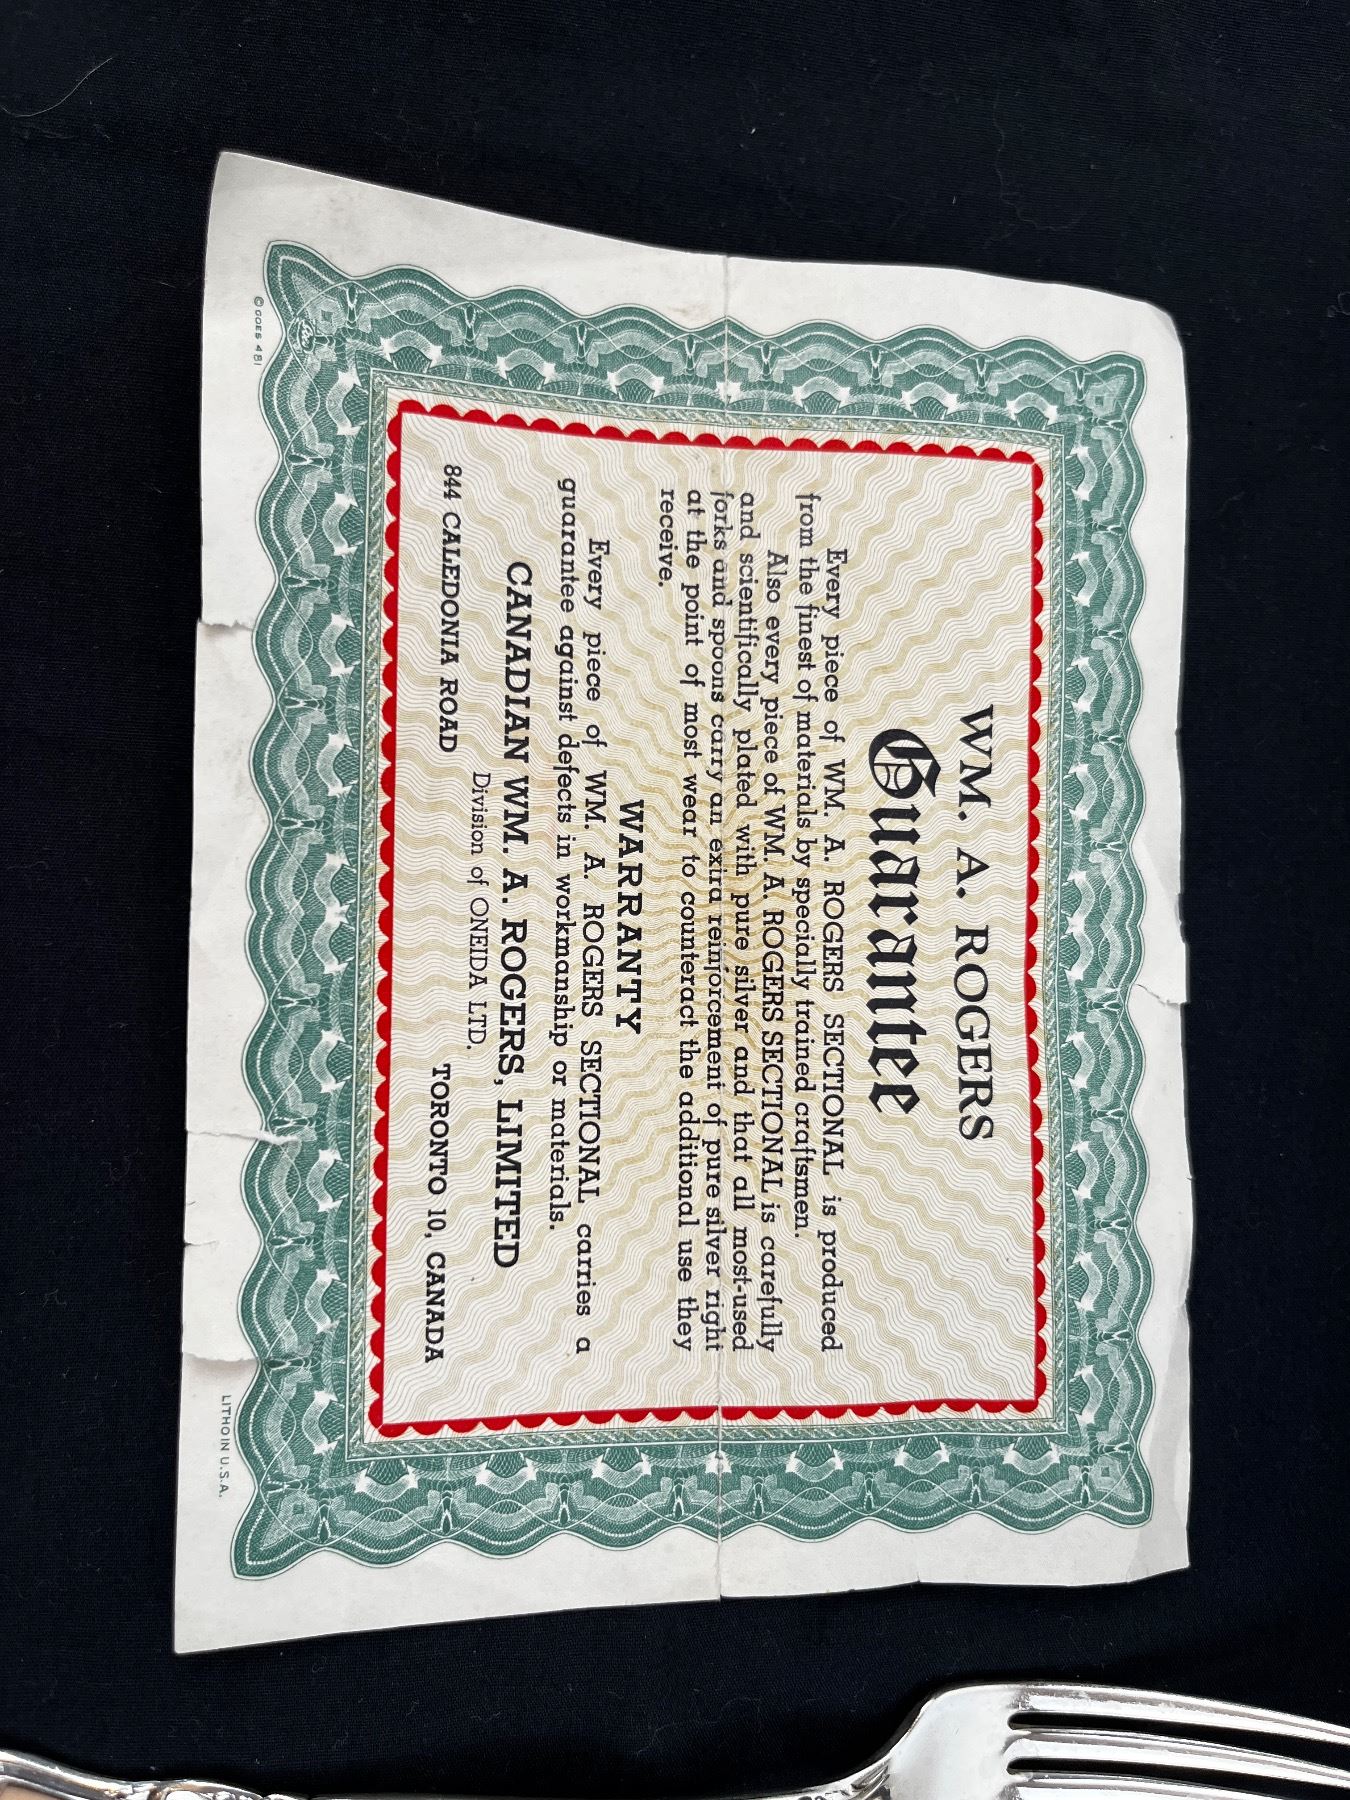 WM. A. ROGERS
Guarantee
Every piece of WM. A. ROGERS SECTIONAL is produced
from the finest of materials by specially trained craftsmen.
Also every piece of WM. A. ROGERS SECTIONAL is carefully
and scientifically plated with pure silver and that all most-used
forks and spoons carry an extra reinforcement of pure silver right
at the point of most wear to counteract the additional use they
receive.
WARRANTY
Every piece of WM. A. ROGERS SECTIONAL carries a
guarantee against defects in workmanship or materials.
CANADIAN WM. A. ROGERS, LIMITED
Division of ONEIDA LTD.
844 CALEDONIA ROAD TORONTO 10, CANADA
© GOES 481
LITHO IN U.S.A.